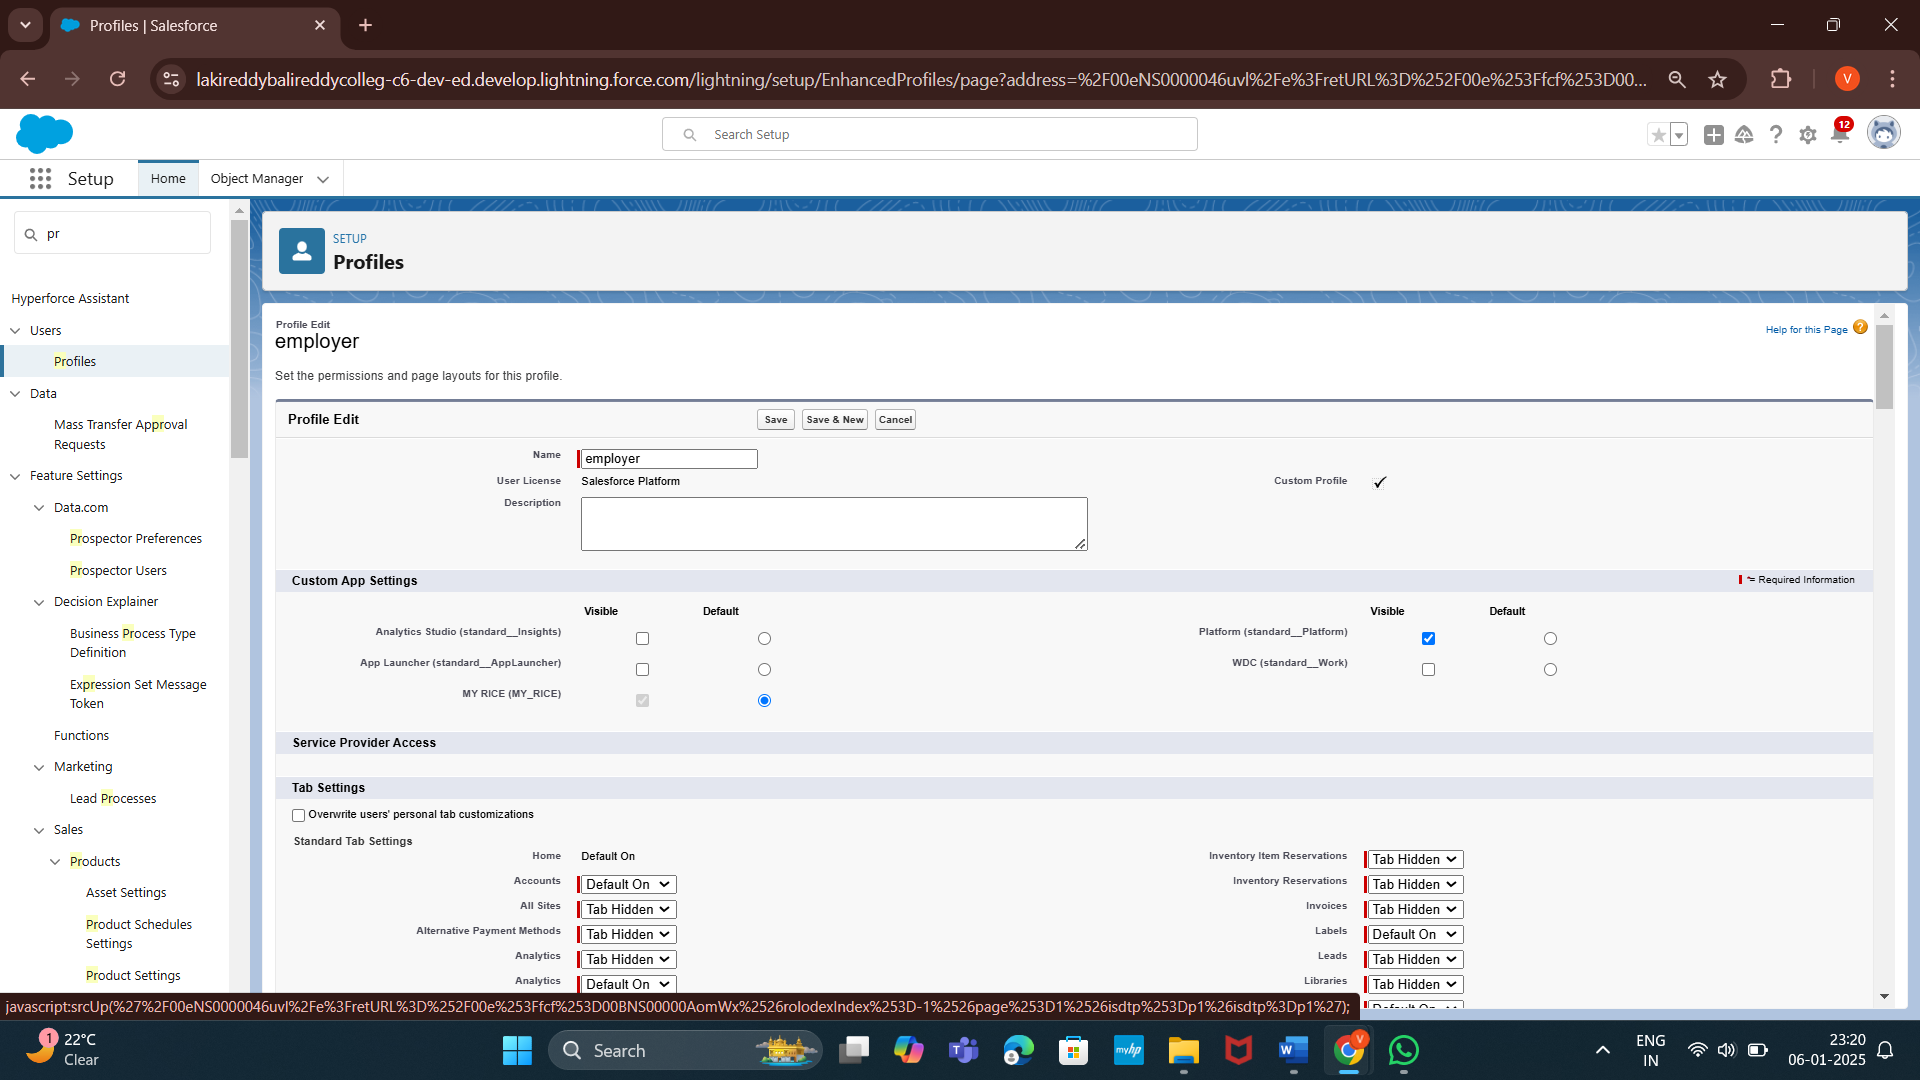 Profiles | Salesforce
lakireddybalireddycolleg-c6-dev-ed.develop.lightning.force.com/lightning/setup/EnhancedProfiles/page?address=%2F00eNS0000046uvl%2Fe%3FretURL%3D%252F00e%253Ffcf%253D00...
V
Search Setup
12
Setup
Home
Object Manager
pr
Hyperforce Assistant
Users
Profiles
Data
Mass Transfer Approval
Requests
Feature Settings
Data.com
Prospector Preferences
Prospector Users
Decision Explainer
Business Process Type
Definition
Expression Set Message
Token
Functions
Marketing
Lead Processes
Sales
Products
Asset Settings
Product Schedules
Settings
Product Settings
SETUP
Profiles
Profile Edit
employer
Help for this Page ?
Set the permissions and page layouts for this profile.
Profile Edit
Save
Save & New
Cancel
Name
employer
User License
Salesforce Platform
Custom Profile
Description
Custom App Settings
= Required Information
Visible
Default
Visible
Default
Analytics Studio (standard__Insights)
Platform (standard__Platform)
App Launcher (standard__AppLauncher)
WDC (standard__Work)
MY RICE (MY_RICE)
Service Provider Access
Tab Settings
Overwrite users' personal tab customizations
Standard Tab Settings
Home
Default On
Inventory Item Reservations
Tab Hidden
Accounts
Default On
Inventory Reservations
Tab Hidden
All Sites
Tab Hidden
Invoices
Tab Hidden
Alternative Payment Methods
Tab Hidden
Labels
Default On
Analytics
Tab Hidden
Leads
Tab Hidden
Analytics
Default On
Libraries
Tab Hidden
javascript:srcUp(%27%2F00eNS0000046uvl%2Fe%3FretURL%3D%252F00e%253Ffcf%253D00BNS00000AomWx%2526rolodexIndex%253D-1%2526page%253D1%2526isdtp%253Dp1%26isdtp%3Dp1%27);
1
22°C
Clear
Search
myhp
W
V
ENG
IN
23:20
06-01-2025